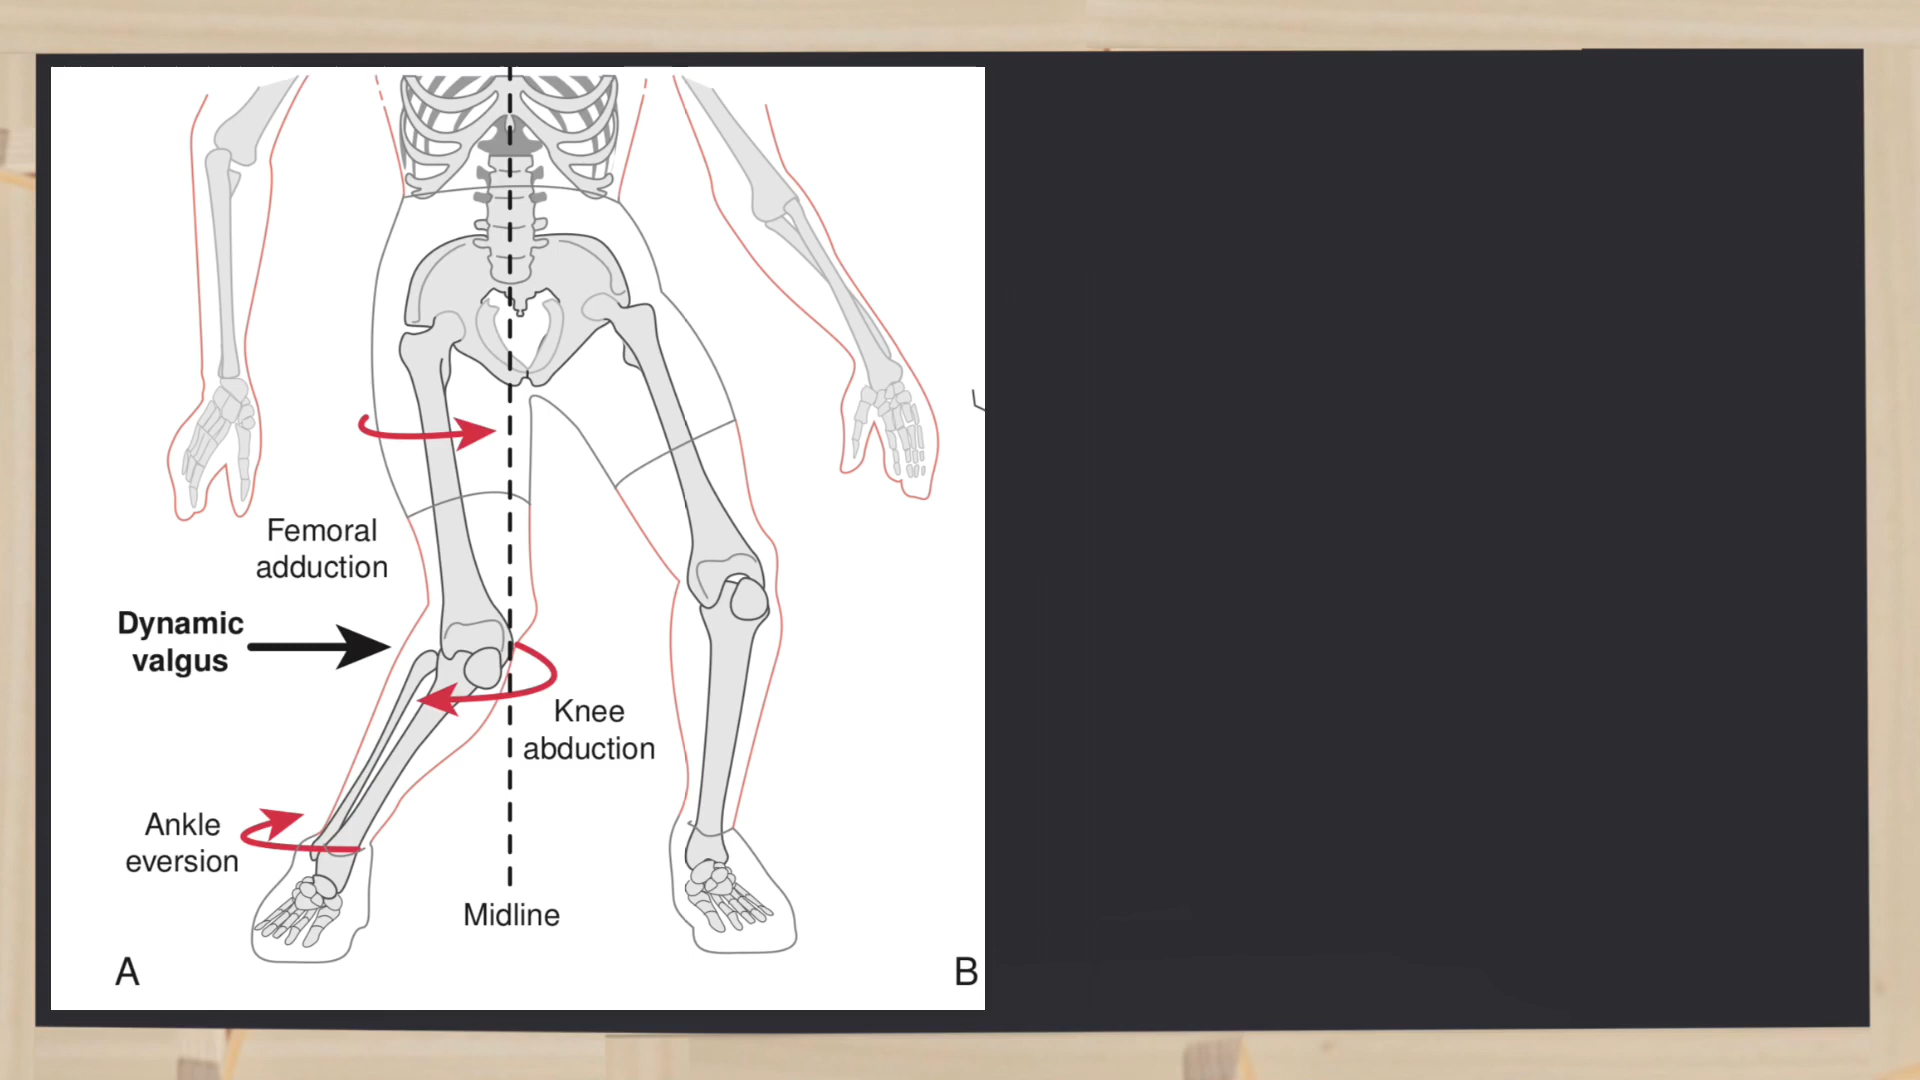 Femoral
adduction
Dynamic
valgus
Knee
abduction
Ankle
eversion
Midline
A
B